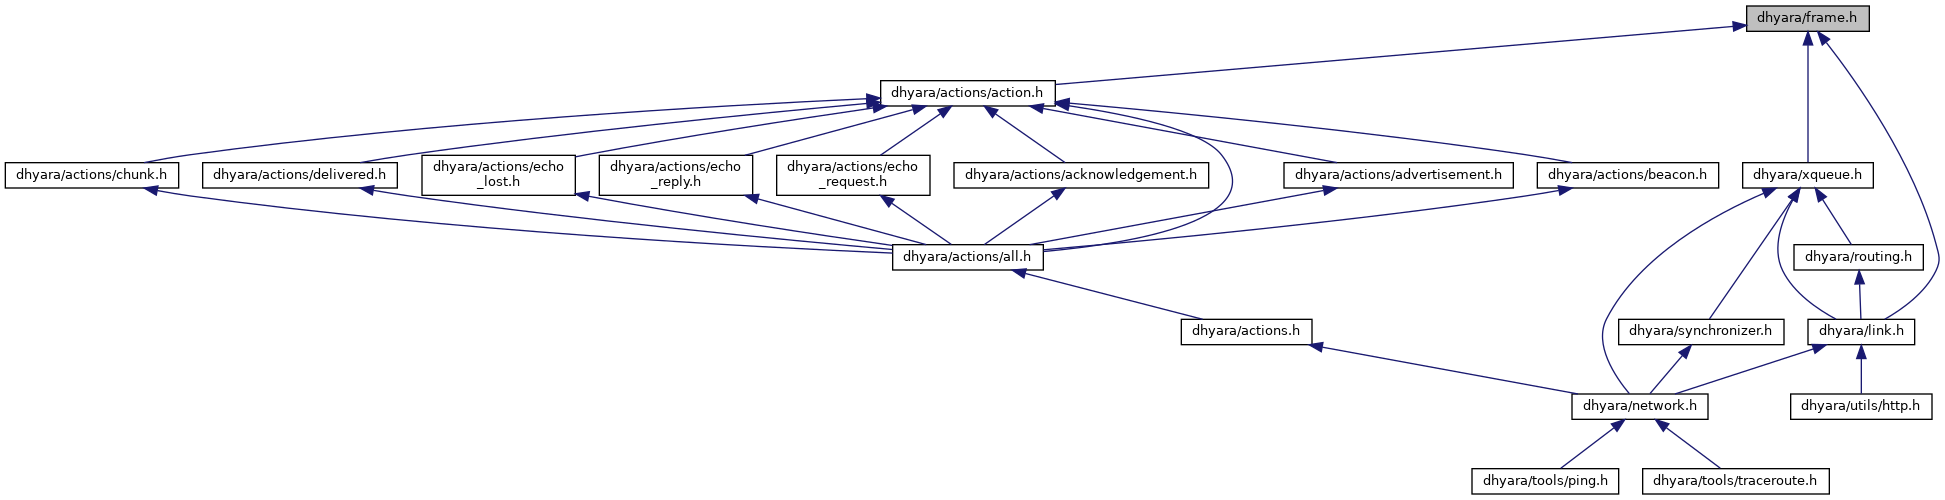 dhyara/frame.h
dhyara/actions/action.h
dhyara/actions/chunk.h
dhyara/actions/delivered.h
dhyara/actions/echo
_lost.h
dhyara/actions/echo
_reply.h
dhyara/actions/echo
_request.h
dhyara/actions/acknowledgement.h
dhyara/actions/advertisement.h
dhyara/actions/beacon.h
dhyara/xqueue.h
dhyara/actions/all.h
dhyara/routing.h
dhyara/actions.h
dhyara/synchronizer.h
dhyara/link.h
dhyara/network.h
dhyara/utils/http.h
dhyara/tools/ping.h
dhyara/tools/traceroute.h